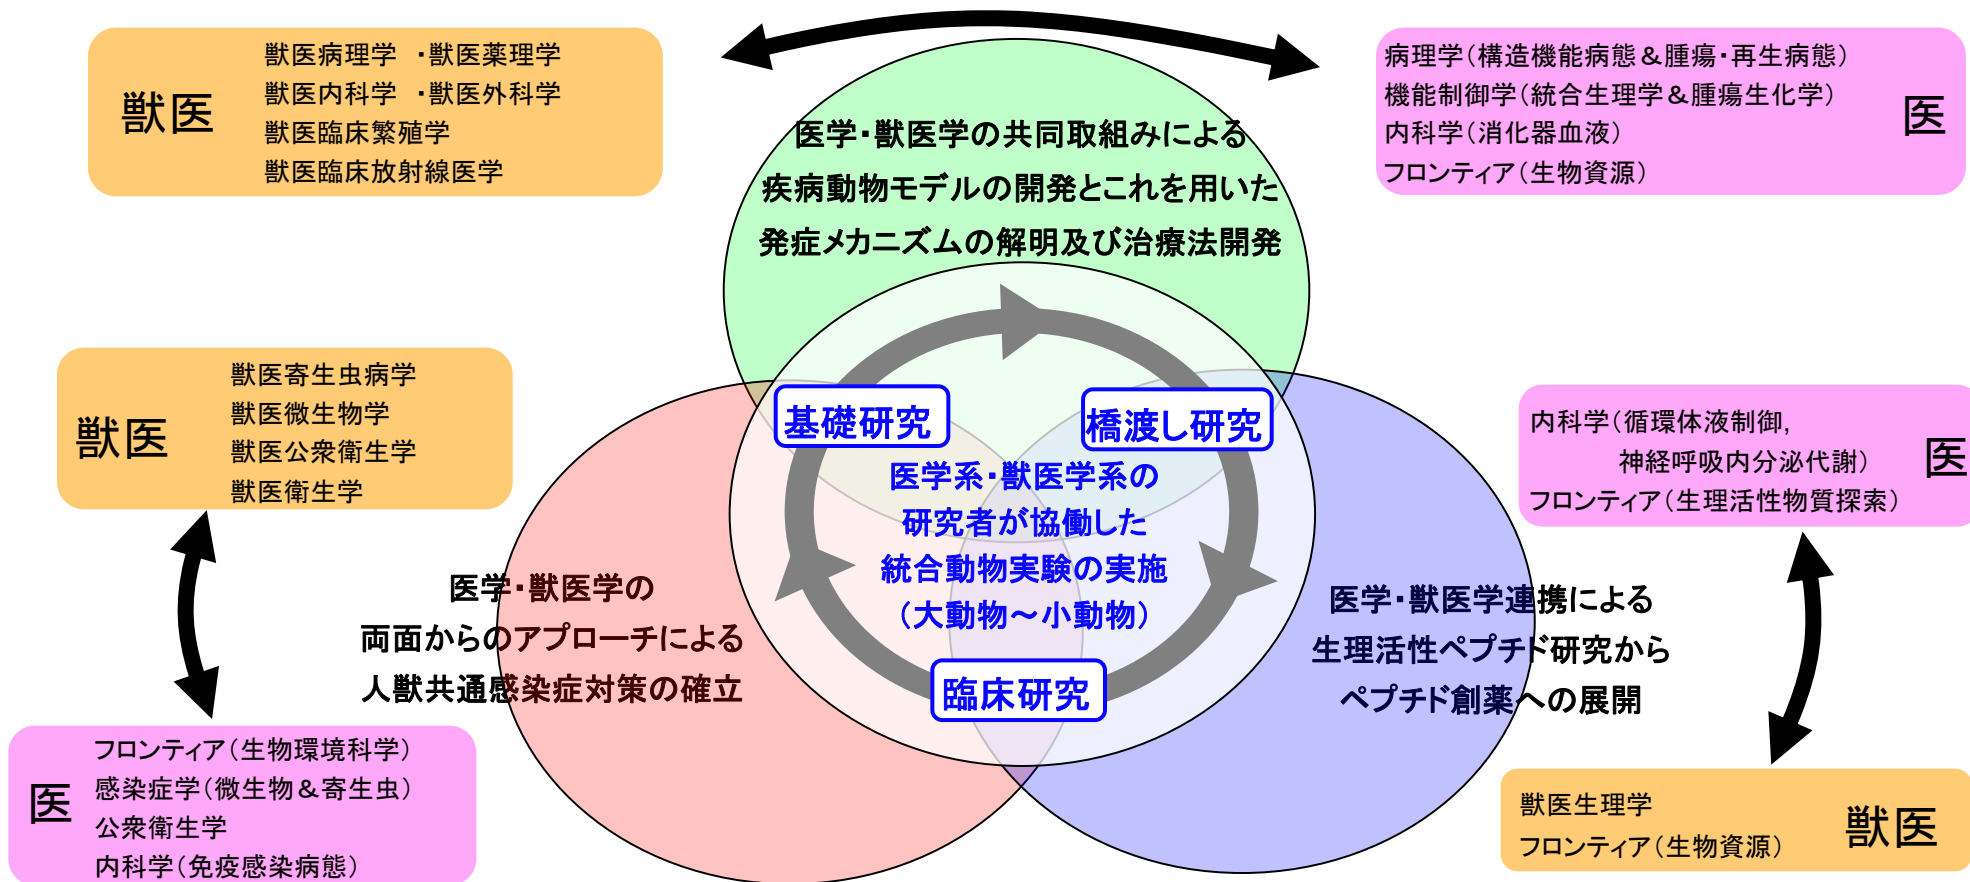 獣医
獣医病理学 ・獣医薬理学
獣医内科学 ・獣医外科学
獣医臨床繁殖学
獣医臨床放射線医学
病理学(構造機能病態&腫瘍・再生病態)
機能制御学(統合生理学&腫瘍生化学)
内科学(消化器血液)
フロンティア(生物資源)
医
医学・獣医学の共同取組みによる
疾病動物モデルの開発とこれを用いた
発症メカニズムの解明及び治療法開発
獣医
獣医寄生虫病学
獣医微生物学
獣医公衆衛生学
獣医衛生学
基礎研究
橋渡し研究
医学系・獣医学系の
研究者が協働した
統合動物実験の実施
(大動物~小動物)
臨床研究
内科学(循環体液制御,
神経呼吸内分泌代謝)
フロンティア(生理活性物質探索)
医
医学・獣医学の
両面からのアプローチによる
人獣共通感染症対策の確立
医学・獣医学連携による
生理活性ペプチド研究から
ペプチド創薬への展開
医
フロンティア(生物環境科学)
感染症学(微生物&寄生虫)
公衆衛生学
内科学(免疫感染病態)
獣医生理学
フロンティア(生物資源)
獣医